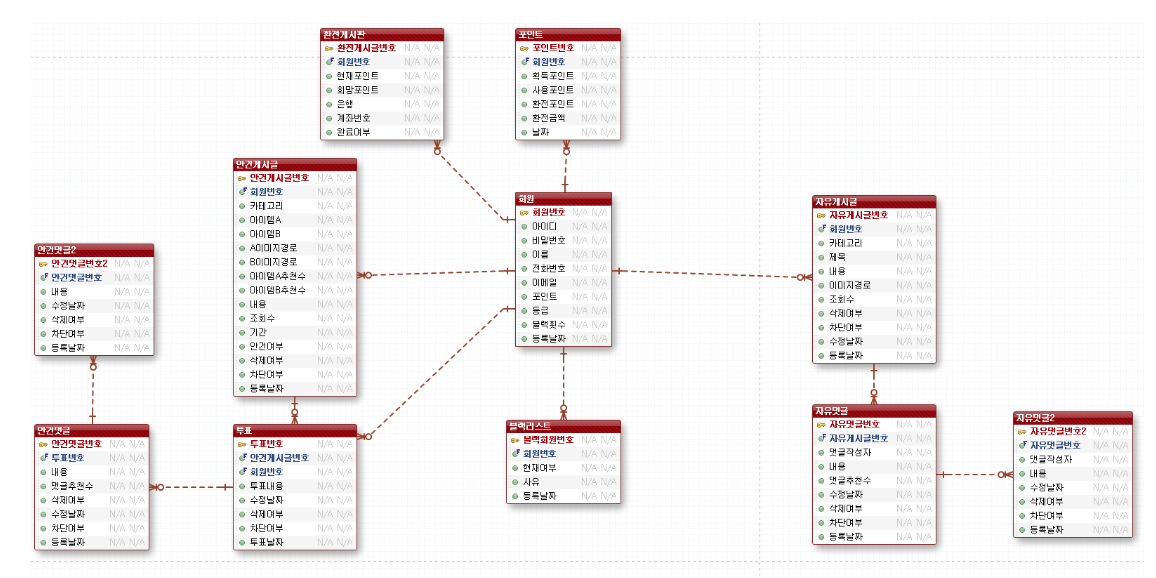 환전게시판
환전게시글번호 N/A N/A
회원번호 N/A N/A
현재포인트 N/A N/A
희망포인트 N/A N/A
은행 N/A N/A
계좌번호 N/A N/A
완료여부 N/A N/A
포인트
포인트번호 N/A N/A
회원번호 N/A N/A
획득포인트 N/A N/A
사용포인트 N/A N/A
환전포인트 N/A N/A
환전금액 N/A N/A
날짜 N/A N/A
안건게시글
안건게시글번호 N/A N/A
회원번호 N/A N/A
카테고리 N/A N/A
아이템A N/A N/A
아이템B N/A N/A
A이미지경로 N/A N/A
B이미지경로 N/A N/A
아이템A추천수 N/A N/A
아이템B추천수 N/A N/A
내용 N/A N/A
조회수 N/A N/A
기간 N/A N/A
안건여부 N/A N/A
삭제여부 N/A N/A
차단여부 N/A N/A
등록날짜 N/A N/A
회원
회원번호 N/A N/A
아이디 N/A N/A
비밀번호 N/A N/A
이름 N/A N/A
전화번호 N/A N/A
이메일 N/A N/A
포인트 N/A N/A
등급 N/A N/A
블랙횟수 N/A N/A
등록날짜 N/A N/A
자유게시글
자유게시글번호 N/A N/A
회원번호 N/A N/A
카테고리 N/A N/A
제목 N/A N/A
내용 N/A N/A
이미지경로 N/A N/A
조회수 N/A N/A
삭제여부 N/A N/A
차단여부 N/A N/A
수정날짜 N/A N/A
등록날짜 N/A N/A
안건댓글2
안건댓글번호2 N/A N/A
안건댓글번호 N/A N/A
내용 N/A N/A
수정날짜 N/A N/A
삭제여부 N/A N/A
차단여부 N/A N/A
등록날짜 N/A N/A
안건댓글
안건댓글번호 N/A N/A
투표번호 N/A N/A
내용 N/A N/A
댓글추천수 N/A N/A
삭제여부 N/A N/A
수정날짜 N/A N/A
차단여부 N/A N/A
등록날짜 N/A N/A
투표
투표번호 N/A N/A
안건게시글번호 N/A N/A
회원번호 N/A N/A
투표내용 N/A N/A
수정날짜 N/A N/A
삭제여부 N/A N/A
차단여부 N/A N/A
투표날짜 N/A N/A
블랙리스트
블랙회원번호 N/A N/A
회원번호 N/A N/A
현재여부 N/A N/A
사유 N/A N/A
등록날짜 N/A N/A
자유댓글
자유댓글번호 N/A N/A
자유게시글번호 N/A N/A
댓글작성자 N/A N/A
내용 N/A N/A
댓글추천수 N/A N/A
수정날짜 N/A N/A
삭제여부 N/A N/A
차단여부 N/A N/A
등록날짜 N/A N/A
자유댓글2
자유댓글번호2 N/A N/A
자유댓글번호 N/A N/A
댓글작성자 N/A N/A
내용 N/A N/A
수정날짜 N/A N/A
삭제여부 N/A N/A
차단여부 N/A N/A
등록날짜 N/A N/A